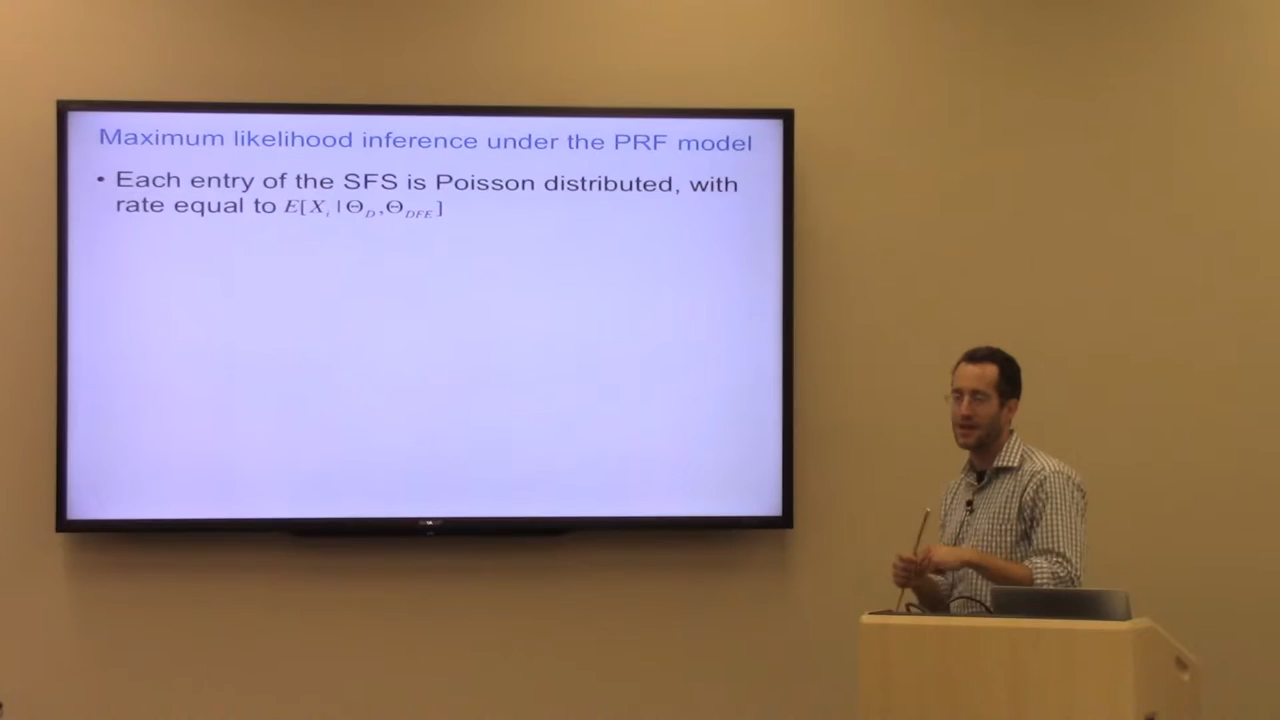 Maximum likelihood inference under the PRF model
• Each entry of the SFS is Poisson distributed, with
rate equal to E[X_i | Θ_D, Θ_DFE]